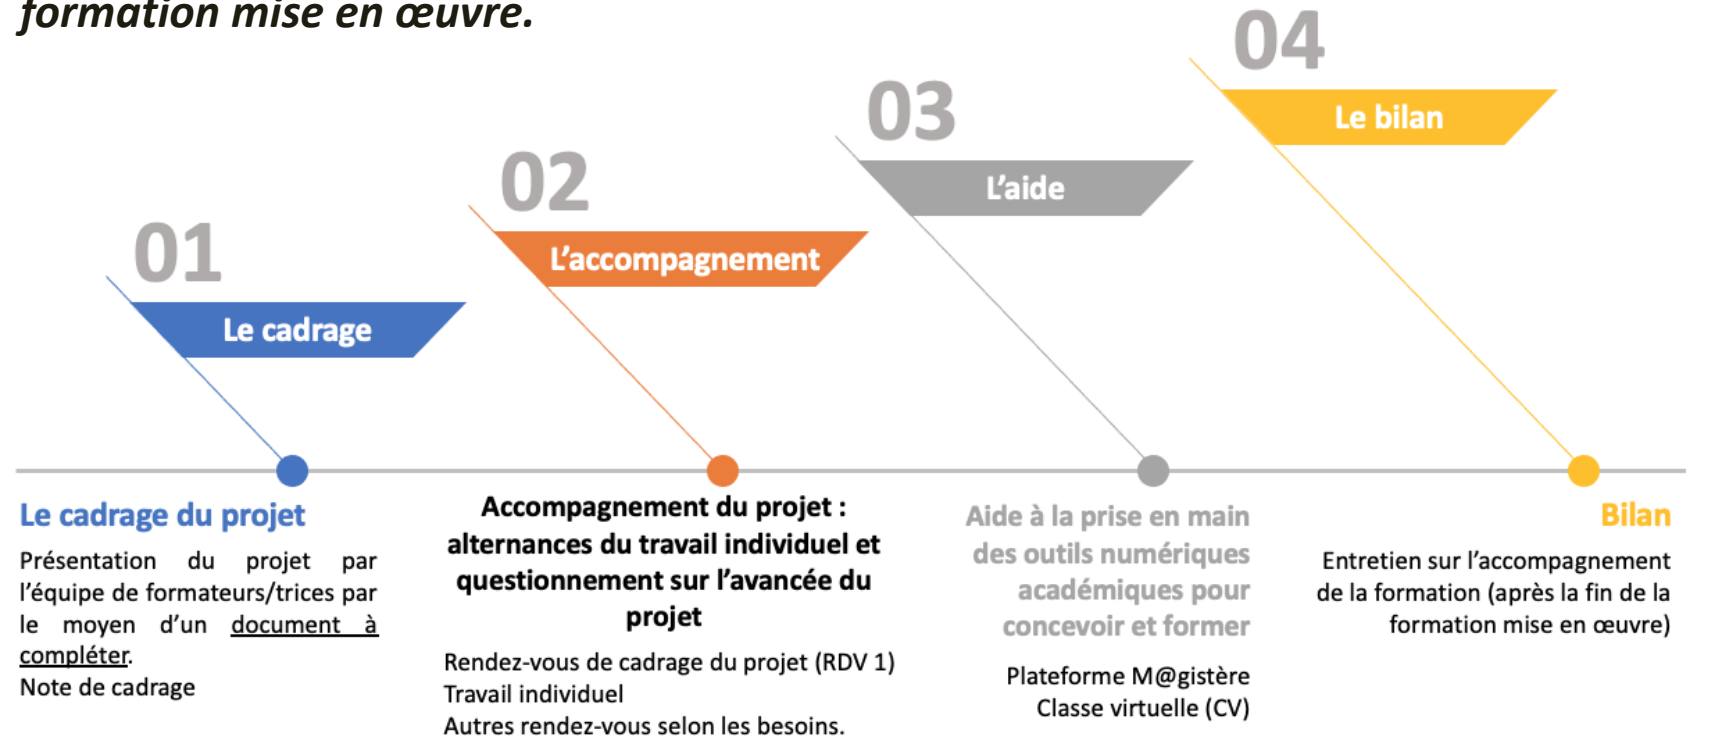 formation mise en œuvre.
01
Le cadrage
02
L’accompagnement
03
L’aide
04
Le bilan
Le cadrage du projet
Présentation du projet par
l’équipe de formateurs/trices par
le moyen d’un document à
compléter.
Note de cadrage
Accompagnement du projet :
alternances du travail individuel et
questionnement sur l’avancée du
projet
Rendez-vous de cadrage du projet (RDV 1)
Travail individuel
Autres rendez-vous selon les besoins.
Aide à la prise en main
des outils numériques
académiques pour
concevoir et former
Plateforme M@gistère
Classe virtuelle (CV)
Bilan
Entretien sur l’accompagnement
de la formation (après la fin de la
formation mise en œuvre)